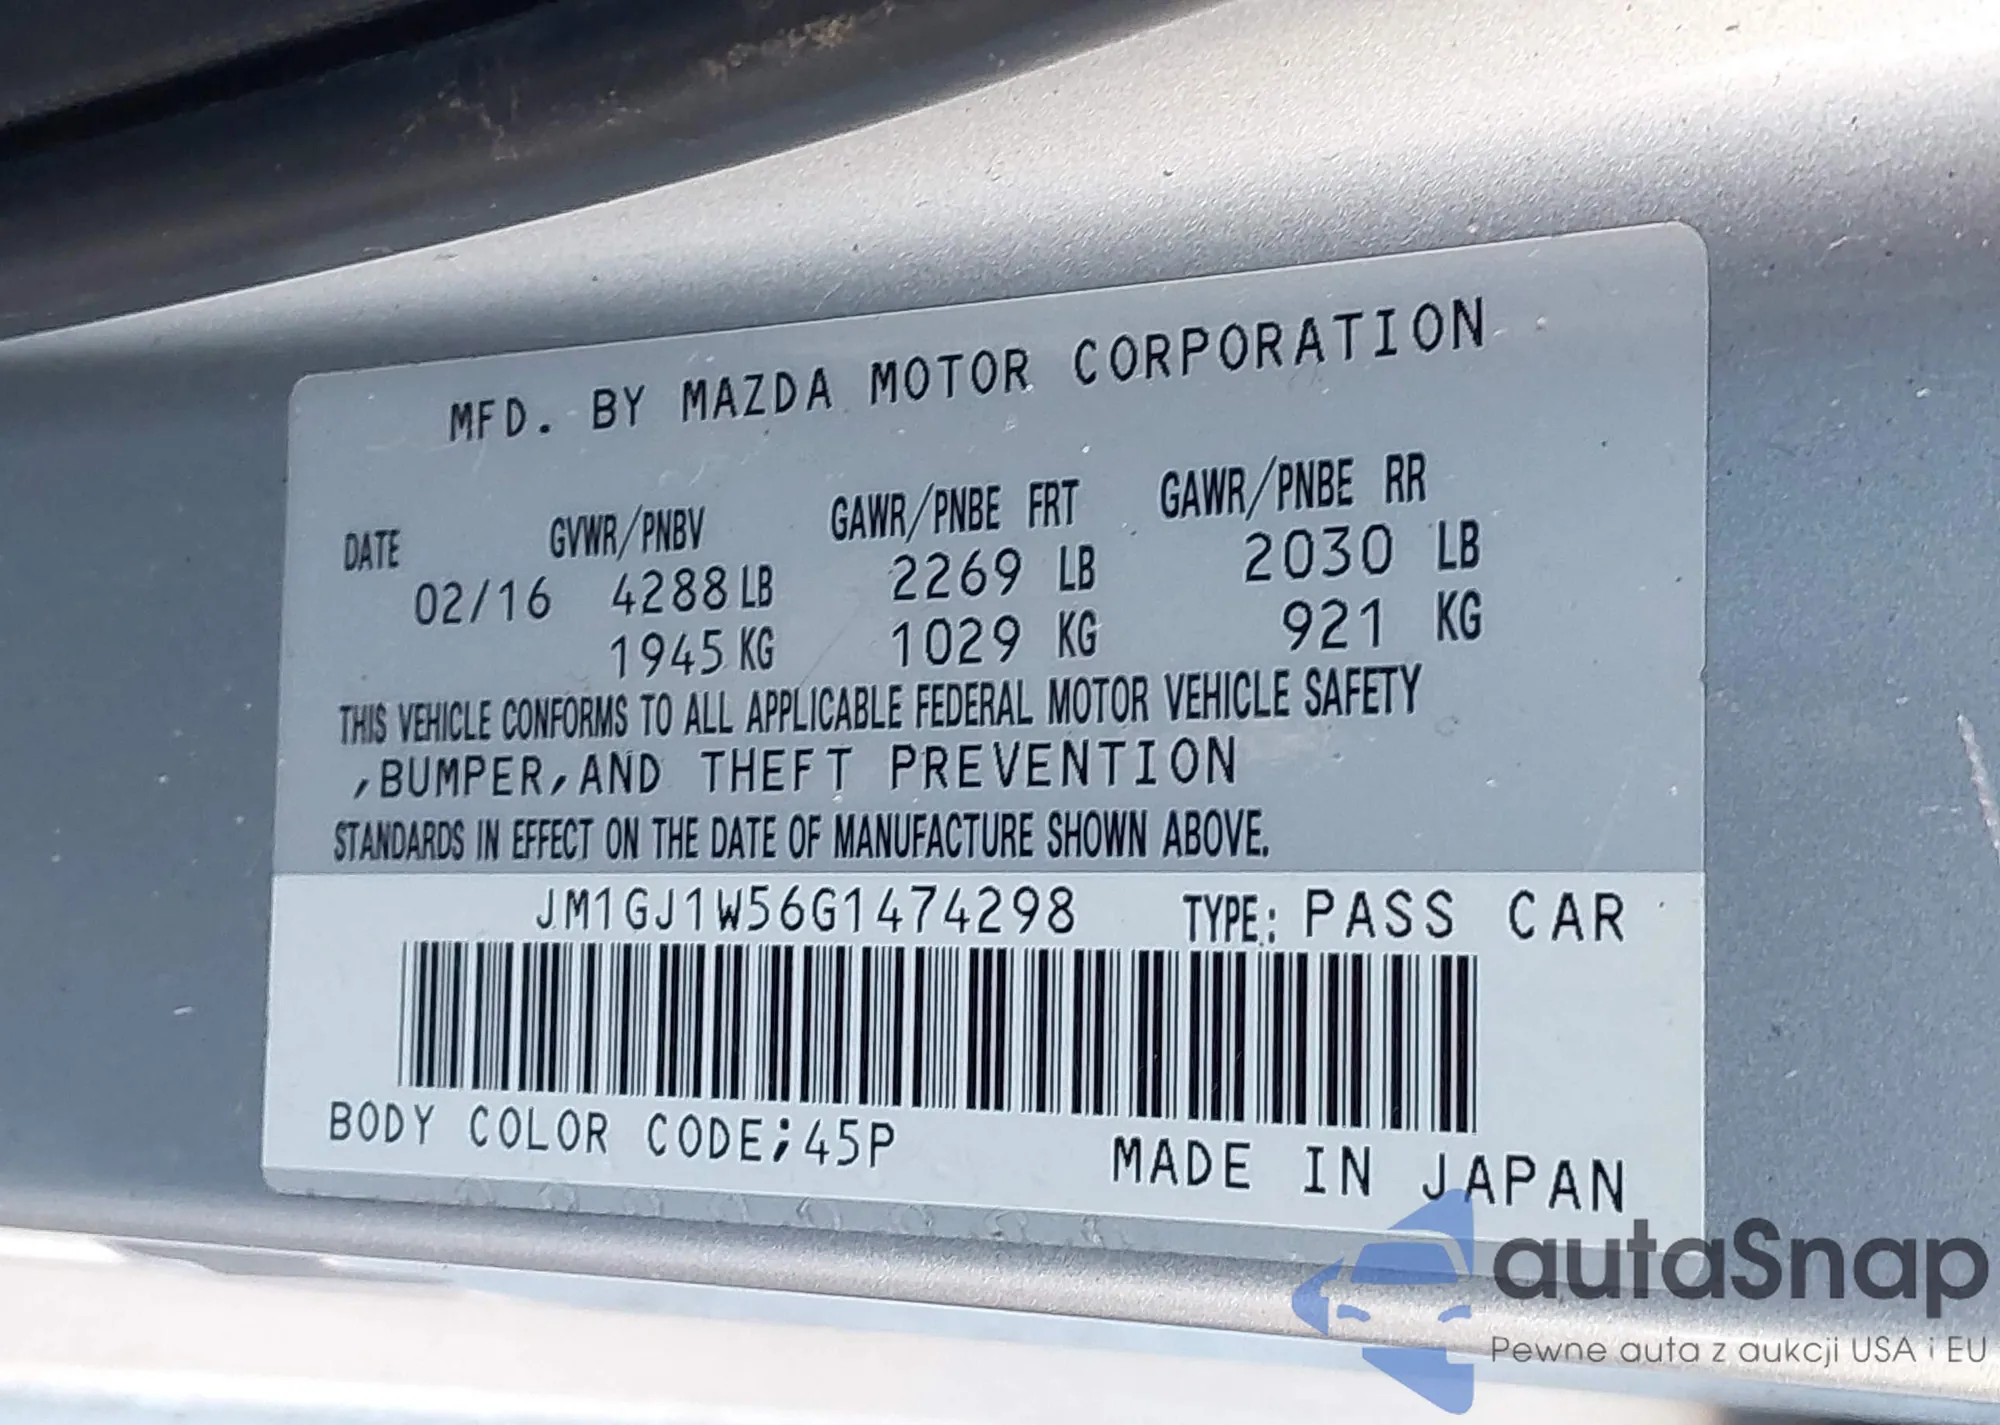 MFD. BY MAZDA MOTOR CORPORATION
DATE GVWR/PNBV GAWR/PNBE FRT GAWR/PNBE RR
02/16 4288 LB 2269 LB 2030 LB
1945 KG 1029 KG 921 KG
THIS VEHICLE CONFORMS TO ALL APPLICABLE FEDERAL MOTOR VEHICLE SAFETY
,BUMPER,AND THEFT PREVENTION
STANDARDS IN EFFECT ON THE DATE OF MANUFACTURE SHOWN ABOVE.
JM1GJ1W56G1474298 TYPE: PASS CAR
BODY COLOR CODE;45P MADE IN JAPAN
autaSnap
Pewne auta z aukcji USA i EU